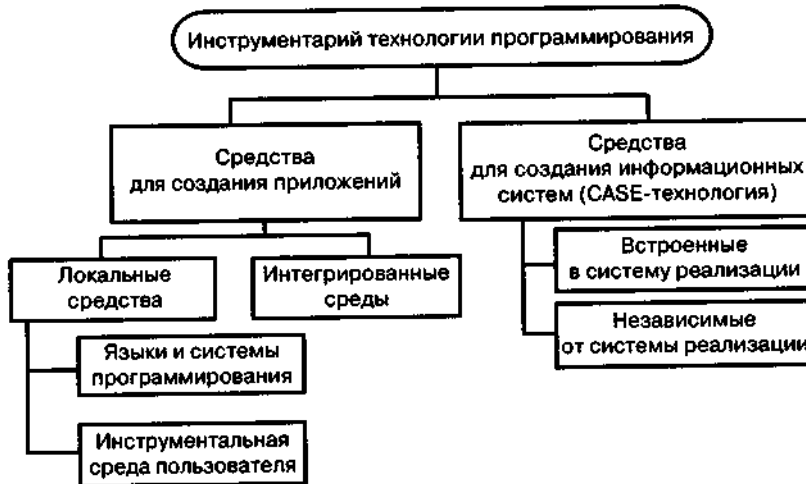 Инструментарий технологии программирования
Средства
для создания приложений
Средства
для создания информационных
систем (CASE-технология)
Локальные
средства
Интегрированные
среды
Встроенные
в систему реализации
Независимые
от системы реализации
Языки и системы
программирования
Инструментальная
среда пользователя